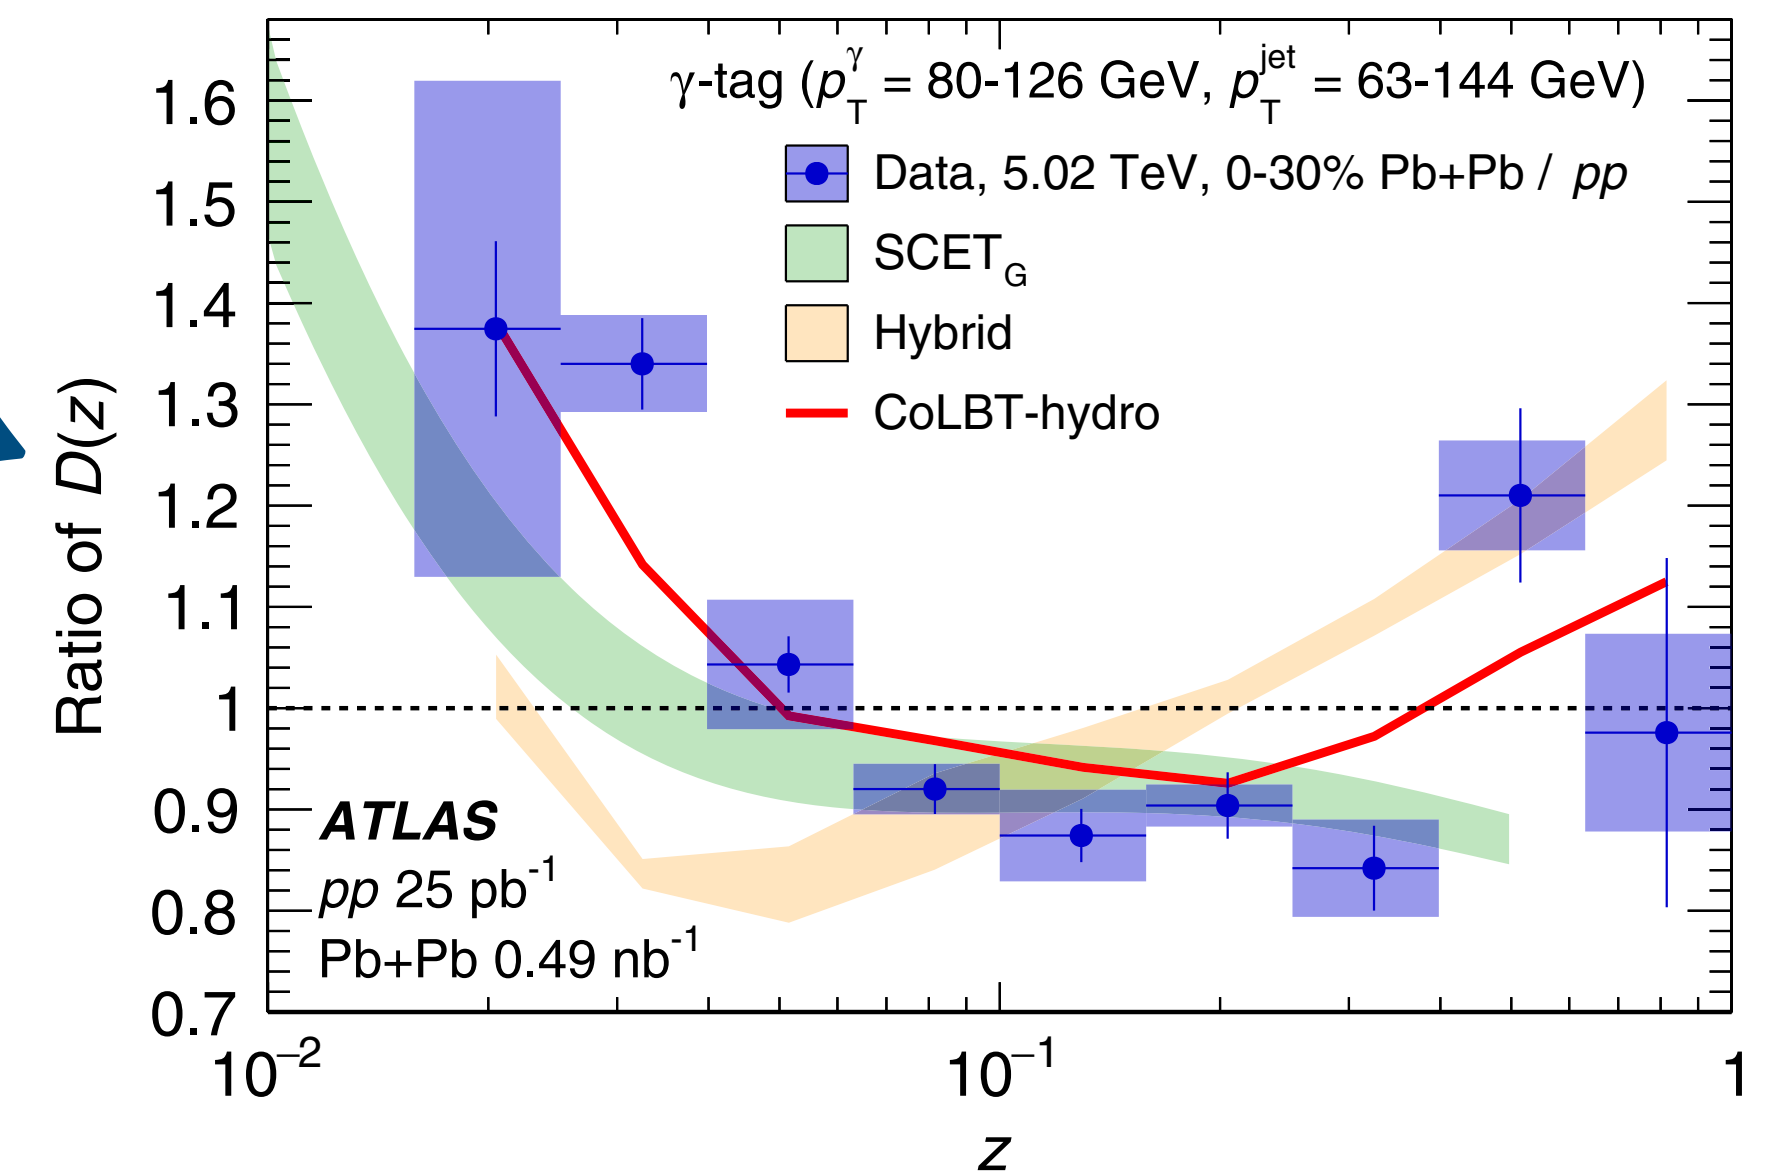 γ-tag (p_T^γ = 80-126 GeV, p_T^jet = 63-144 GeV)
Data, 5.02 TeV, 0-30% Pb+Pb / pp
SCET_G
Hybrid
CoLBT-hydro
Ratio of D(z)
1.6
1.5
1.4
1.3
1.2
1.1
1
0.9
0.8
0.7
ATLAS
pp 25 pb⁻¹
Pb+Pb 0.49 nb⁻¹
10⁻² 10⁻¹ 1
z